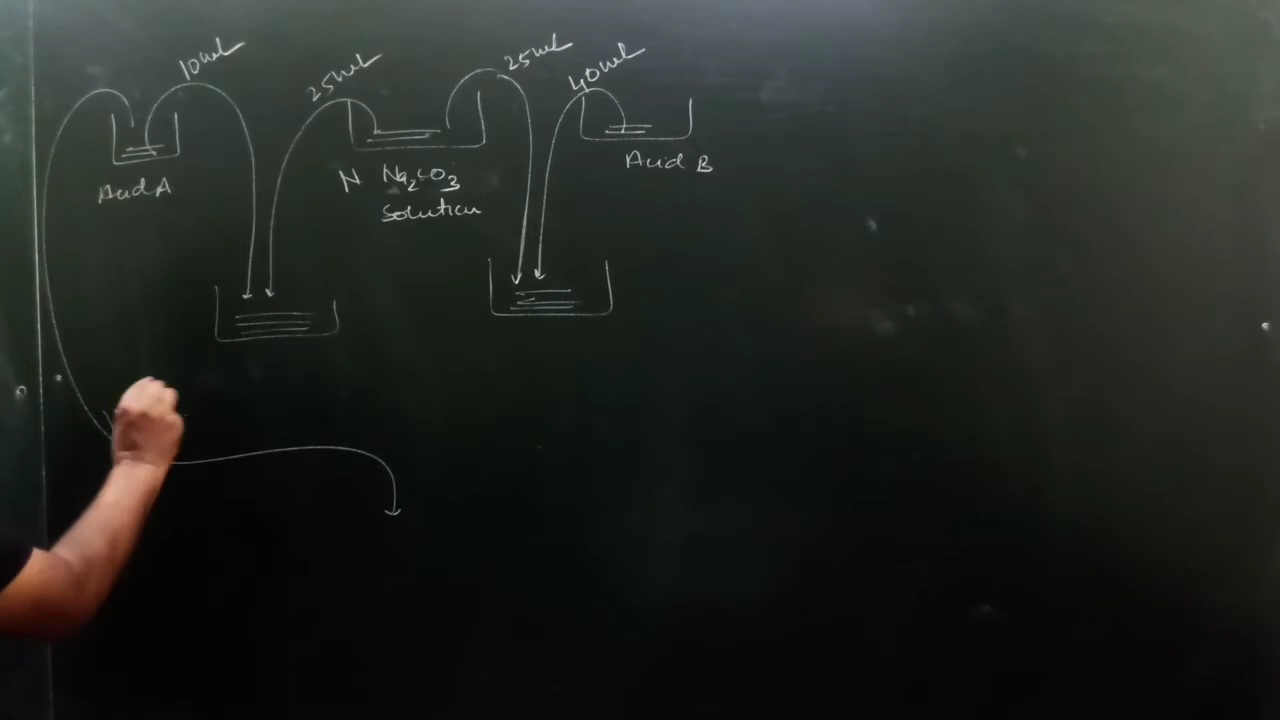 10ml
25ml
25ml
40ml
Acid A
N Na₂CO₃
Solution
Acid B